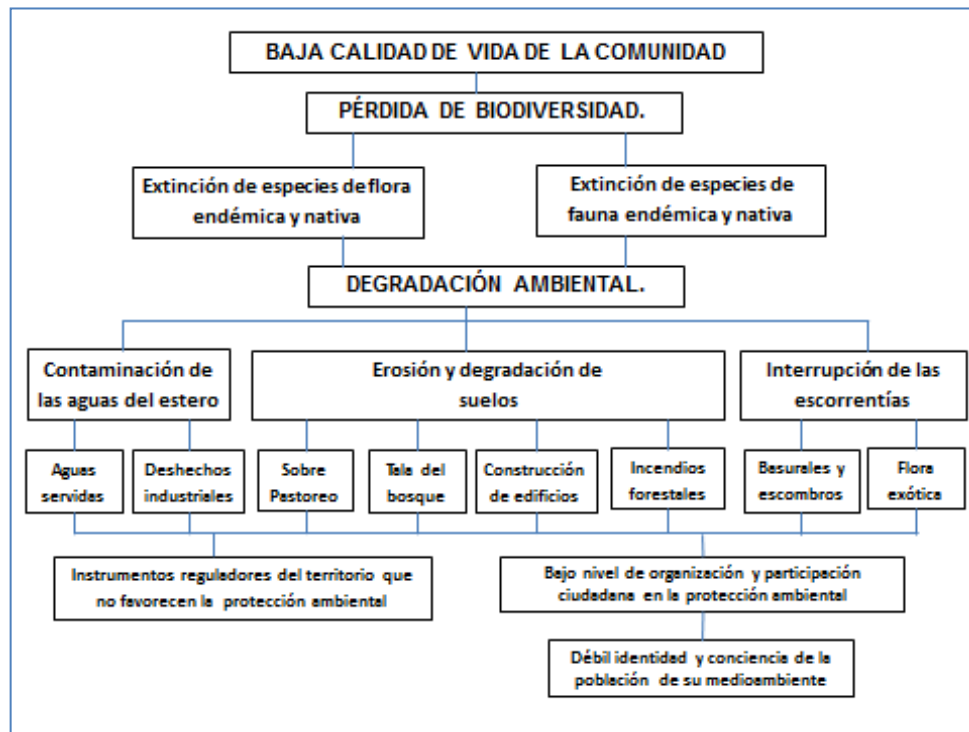 BAJA CALIDAD DE VIDA DE LA COMUNIDAD
PÉRDIDA DE BIODIVERSIDAD.
Extinción de especies de flora
endémica y nativa
Extinción de especies de
fauna endémica y nativa
DEGRADACIÓN AMBIENTAL.
Contaminación de
las aguas del estero
Erosión y degradación de
suelos
Interrupción de las
escorrentías
Aguas
servidas
Deshechos
industriales
Sobre
Pastoreo
Tala del
bosque
Construcción
de edificios
Incendios
forestales
Basurales y
escombros
Flora
exótica
Instrumentos reguladores del territorio que
no favorecen la protección ambiental
Bajo nivel de organización y participación
ciudadana en la protección ambiental
Débil identidad y conciencia de la
población de su medioambiente